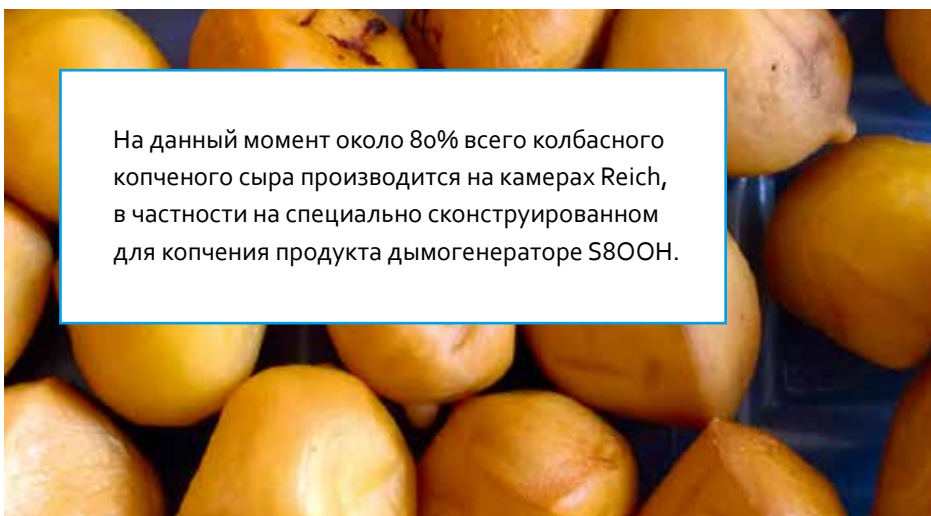 На данный момент около 80% всего колбасного
копченого сыра производится на камерах Reich,
в частности на специально сконструированном
для копчения продукта дымогенераторе S8OOH.